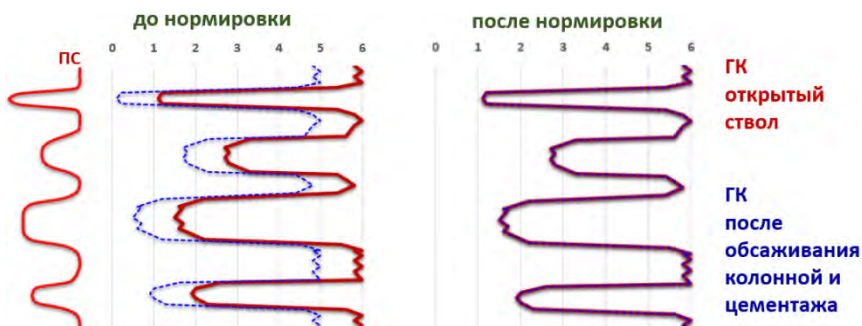 до нормировки
после нормировки
ПС
0 1 2 3 4 5 6
0 1 2 3 4 5 6
ГК
открытый
ствол
ГК
после
обсаживания
колонной и
цементажа